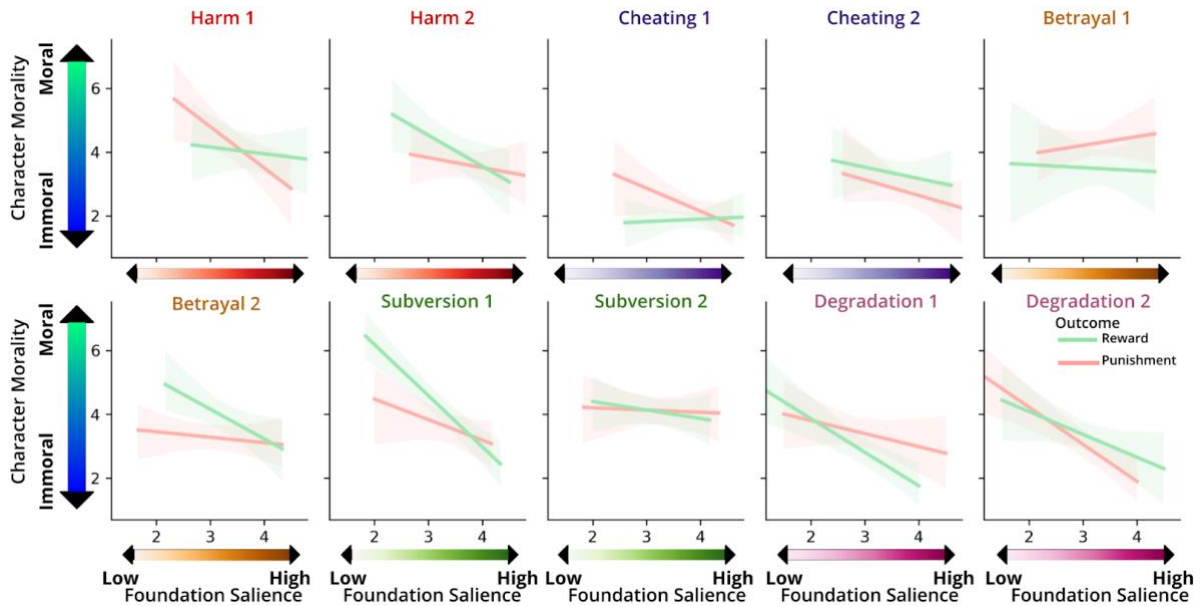 Harm 1
Harm 2
Cheating 1
Cheating 2
Betrayal 1
Character Morality
Moral
Immoral
6
4
2
Betrayal 2
Subversion 1
Subversion 2
Degradation 1
Degradation 2
Outcome
Reward
Punishment
Character Morality
Moral
Immoral
6
4
2
2 3 4
2 3 4
2 3 4
2 3 4
2 3 4
Low High
Foundation Salience
Low High
Foundation Salience
Low High
Foundation Salience
Low High
Foundation Salience
Low High
Foundation Salience